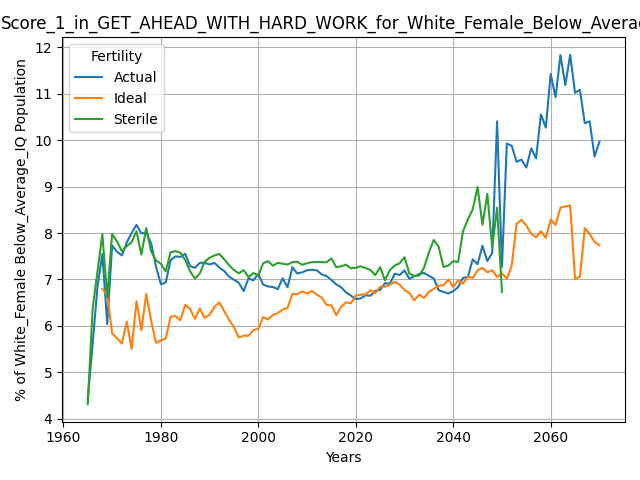 Score_1_in_GET_AHEAD_WITH_HARD_WORK_for_White_Female_Below_Avera
Fertility
Actual
Ideal
Sterile
% of White_Female Below_Average_IQ Population
12
11
10
9
8
7
6
5
4
1960 1980 2000 2020 2040 2060
Years